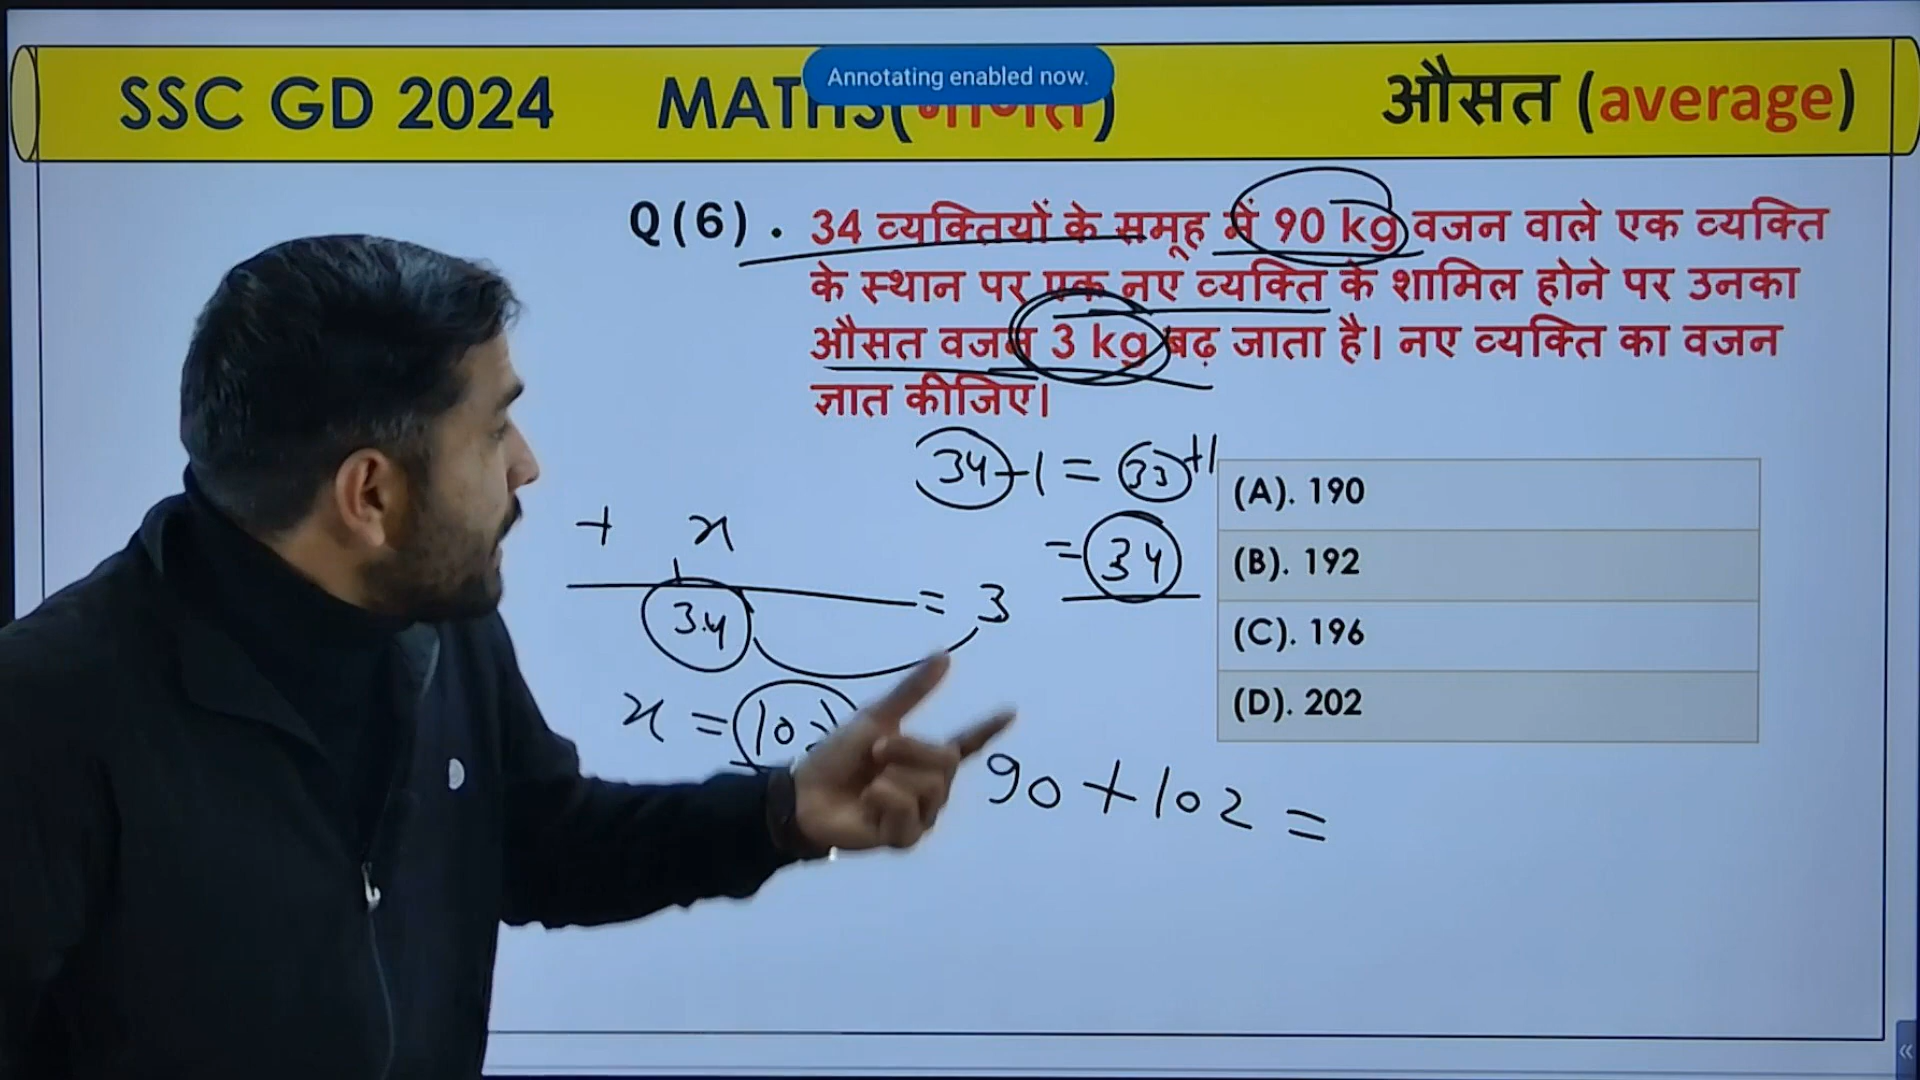 SSC GD 2024 MATHS(गणित) औसत (average)
Annotating enabled now.
Q(6). 34 व्यक्तियों के समूह में 90 kg वजन वाले एक व्यक्ति
के स्थान पर एक नए व्यक्ति के शामिल होने पर उनका
औसत वजन 3 kg बढ़ जाता है। नए व्यक्ति का वजन
ज्ञात कीजिए।
34-1 = 33+1
= 34
+ x
34 = 3
x = 102
90+102 =
(A). 190
(B). 192
(C). 196
(D). 202
«